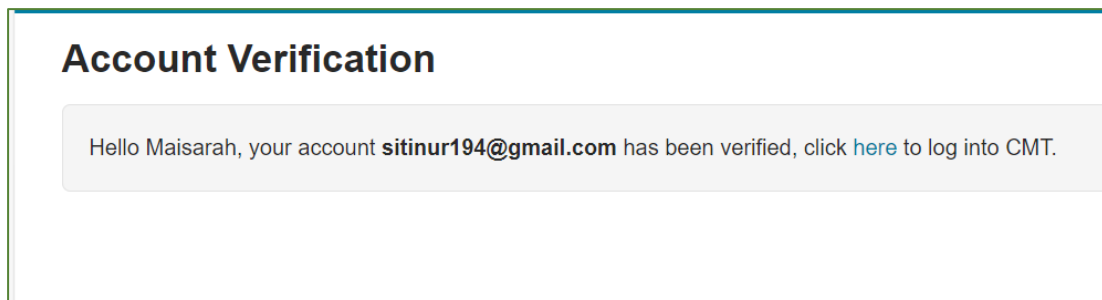 Account Verification
Hello Maisarah, your account sitinur194@gmail.com has been verified, click here to log into CMT.